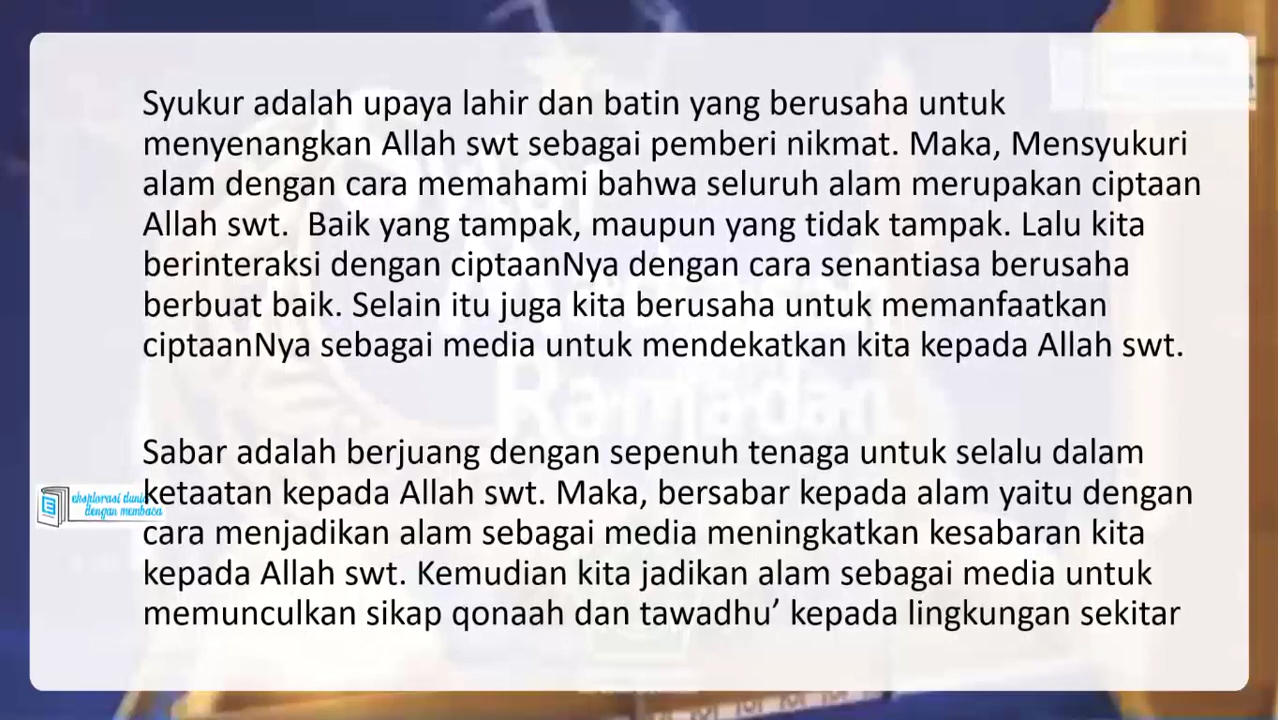 Syukur adalah upaya lahir dan batin yang berusaha untuk
menyenangkan Allah swt sebagai pemberi nikmat. Maka, Mensyukuri
alam dengan cara memahami bahwa seluruh alam merupakan ciptaan
Allah swt.  Baik yang tampak, maupun yang tidak tampak. Lalu kita
berinteraksi dengan ciptaanNya dengan cara senantiasa berusaha
berbuat baik. Selain itu juga kita berusaha untuk memanfaatkan
ciptaanNya sebagai media untuk mendekatkan kita kepada Allah swt.
Ramadan
Sabar adalah berjuang dengan sepenuh tenaga untuk selalu dalam
ketaatan kepada Allah swt. Maka, bersabar kepada alam yaitu dengan
cara menjadikan alam sebagai media meningkatkan kesabaran kita
kepada Allah swt. Kemudian kita jadikan alam sebagai media untuk
memunculkan sikap qonaah dan tawadhu’ kepada lingkungan sekitar
eksplorasi dunia
dengan membaca